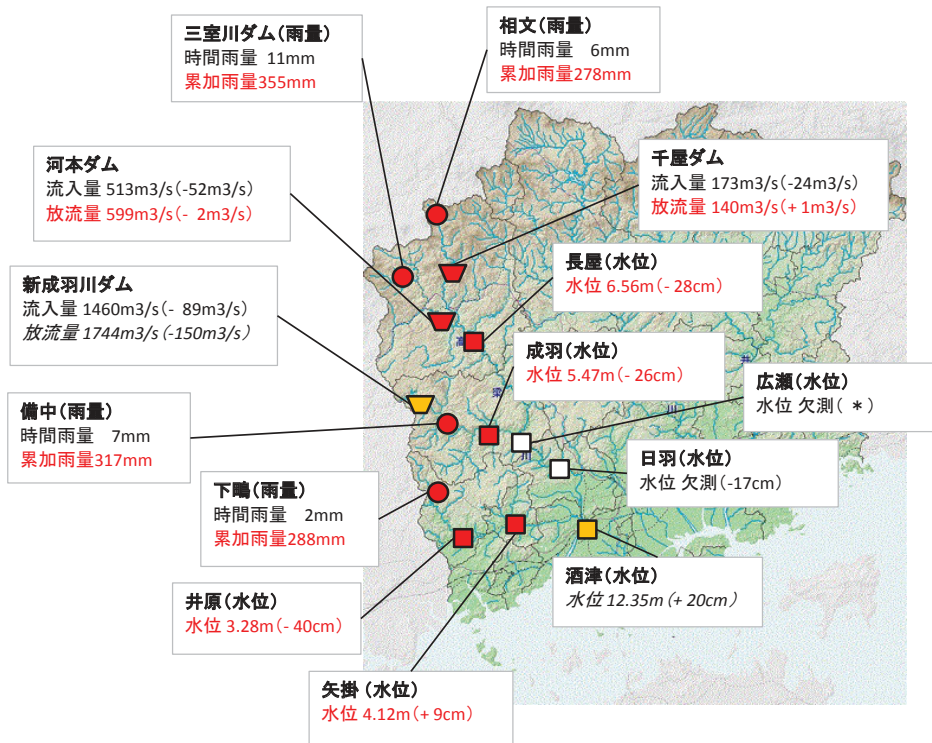 三室川ダム(雨量)
時間雨量 11mm
累加雨量355mm
相文(雨量)
時間雨量 6mm
累加雨量278mm
河本ダム
流入量 513m3/s(-52m3/s)
放流量 599m3/s(- 2m3/s)
千屋ダム
流入量 173m3/s(-24m3/s)
放流量 140m3/s(+ 1m3/s)
新成羽川ダム
流入量 1460m3/s(- 89m3/s)
放流量 1744m3/s(-150m3/s)
長屋(水位)
水位 6.56m(- 28cm)
高
成羽(水位)
水位 5.47m(- 26cm)
井
広瀬(水位)
水位 欠測( *)
梁
川
備中(雨量)
時間雨量 7mm
累加雨量317mm
川
日羽(水位)
水位 欠測(-17cm)
下鴫(雨量)
時間雨量 2mm
累加雨量288mm
酒津(水位)
水位 12.35m(+ 20cm)
井原(水位)
水位 3.28m(- 40cm)
矢掛(水位)
水位 4.12m(+ 9cm)